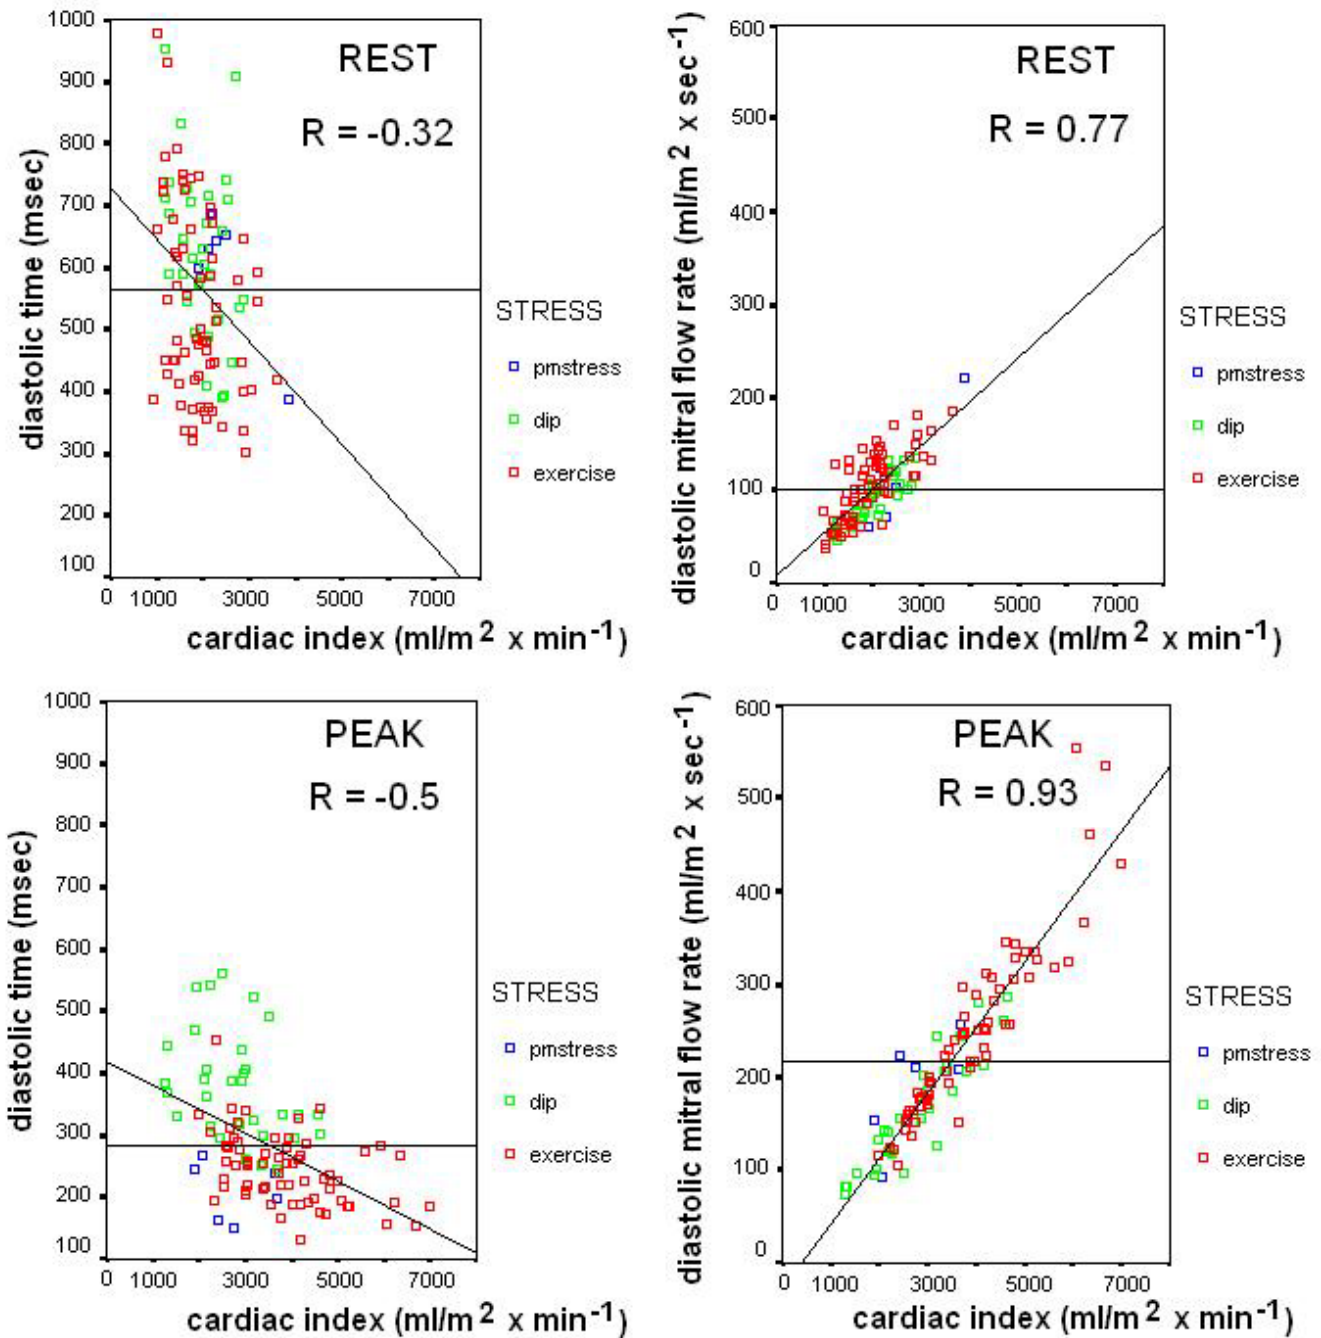 REST
R = -0.32
diastolic time (msec)
1000
900
800
700
600
500
400
300
200
100
0 1000 3000 5000 7000
cardiac index (ml/m² x min⁻¹)
STRESS
pmstress
dip
exercise
REST
R = 0.77
diastolic mitral flow rate (ml/m² x sec⁻¹)
600
500
400
300
200
100
0
0 1000 3000 5000 7000
cardiac index (ml/m² x min⁻¹)
STRESS
pmstress
dip
exercise
PEAK
R = -0.5
diastolic time (msec)
1000
900
800
700
600
500
400
300
200
100
0 1000 3000 5000 7000
cardiac index (ml/m² x min⁻¹)
STRESS
pmstress
dip
exercise
PEAK
R = 0.93
diastolic mitral flow rate (ml/m² x sec⁻¹)
600
500
400
300
200
100
0
0 1000 3000 5000 7000
cardiac index (ml/m² x min⁻¹)
STRESS
pmstress
dip
exercise